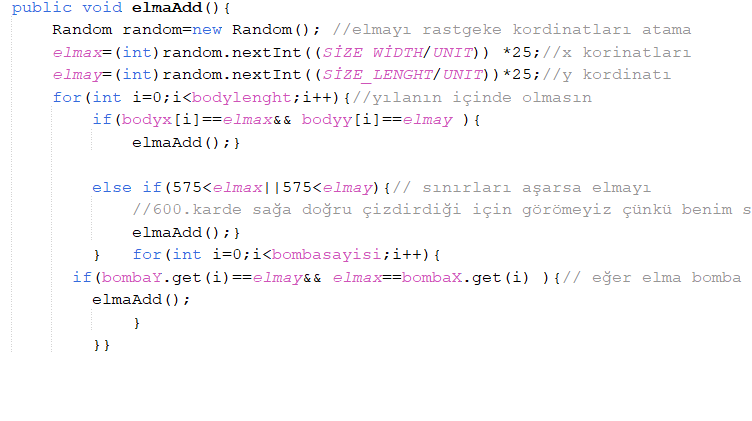 public void elmaAdd(){
Random random=new Random(); //elmayı rastgeke kordinatları atama
elmax=(int)random.nextInt((SİZE_WİDTH/UNIT)) *25;//x korinatları
elmay=(int)random.nextInt((SİZE_LENGHT/UNIT))*25;//y kordinatı
for(int i=0;i<bodylenght;i++){//yılanın içinde olmasın
if(bodyx[i]==elmax&& bodyy[i]==elmay ){
elmaAdd();}
else if(575<elmax||575<elmay){// sınırları aşarsa elmayı
//600.karde sağa doğru çizdirdiği için görömeyiz çünkü benim s
elmaAdd();}
} for(int i=0;i<bombasayisi;i++){
if(bombaY.get(i)==elmay&& elmax==bombaX.get(i) ){// eğer elma bomba
elmaAdd();
}
}}